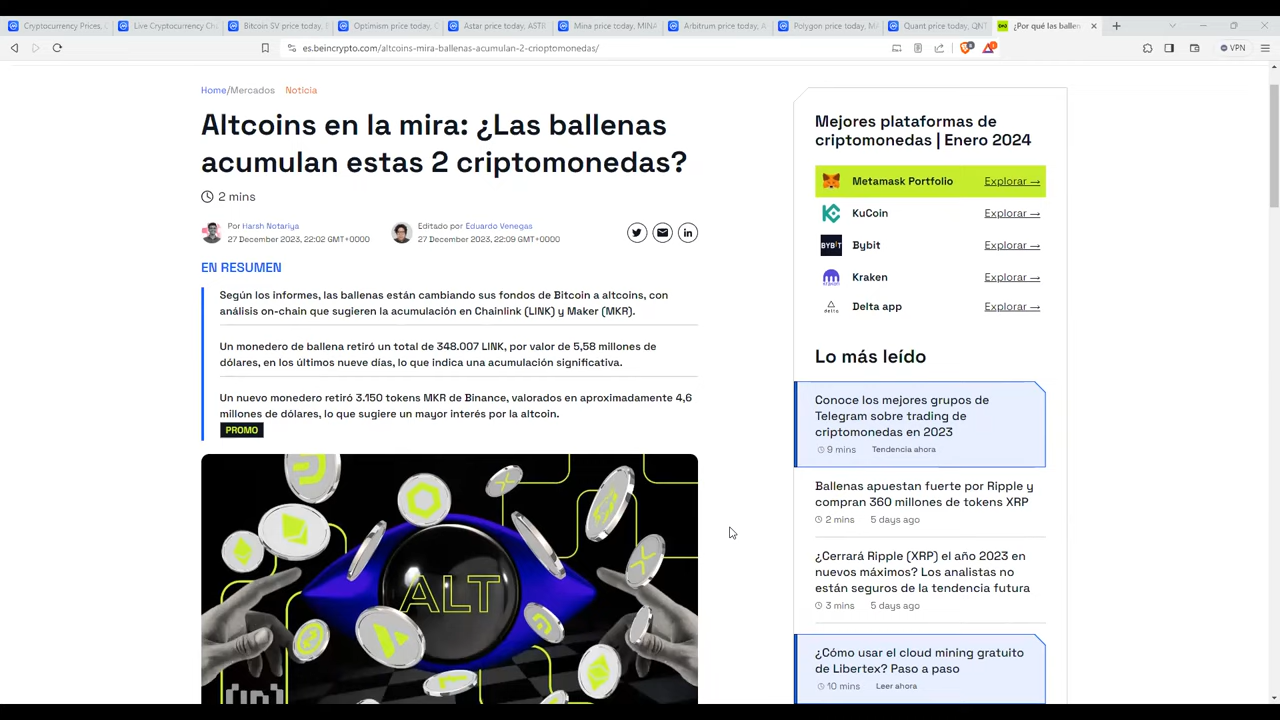 Cryptocurrency Prices, C
Live Cryptocurrency Ch
Bitcoin SV price today,
Optimism price today, C
Astar price today, ASTR
Mina price today, MINA
Arbitrum price today, A
Polygon price today, M
Quant price today, QNT
¿Por qué las ballen
es.beincrypto.com/altcoins-mira-ballenas-acumulan-2-crioptomonedas/
VPN
Home/Mercados Noticia
Altcoins en la mira: ¿Las ballenas
acumulan estas 2 criptomonedas?
2 mins
Por Harsh Notariya
27 December 2023, 22:02 GMT+0000
Editado por Eduardo Venegas
27 December 2023, 22:09 GMT+0000
EN RESUMEN
Según los informes, las ballenas están cambiando sus fondos de Bitcoin a altcoins, con
análisis on-chain que sugieren la acumulación en Chainlink (LINK) y Maker (MKR).
Un monedero de ballena retiró un total de 348.007 LINK, por valor de 5,58 millones de
dólares, en los últimos nueve días, lo que indica una acumulación significativa.
Un nuevo monedero retiró 3.150 tokens MKR de Binance, valorados en aproximadamente 4,6
millones de dólares, lo que sugiere un mayor interés por la altcoin.
PROMO
ALT
Mejores plataformas de
criptomonedas | Enero 2024
Metamask Portfolio Explorar →
KuCoin Explorar →
BYBIT
Bybit Explorar →
Kraken Explorar →
delta
Delta app Explorar →
Lo más leído
Conoce los mejores grupos de
Telegram sobre trading de
criptomonedas en 2023
9 mins Tendencia ahora
Ballenas apuestan fuerte por Ripple y
compran 360 millones de tokens XRP
2 mins 5 days ago
¿Cerrará Ripple (XRP) el año 2023 en
nuevos máximos? Los analistas no
están seguros de la tendencia futura
3 mins 5 days ago
¿Cómo usar el cloud mining gratuito
de Libertex? Paso a paso
10 mins Leer ahora